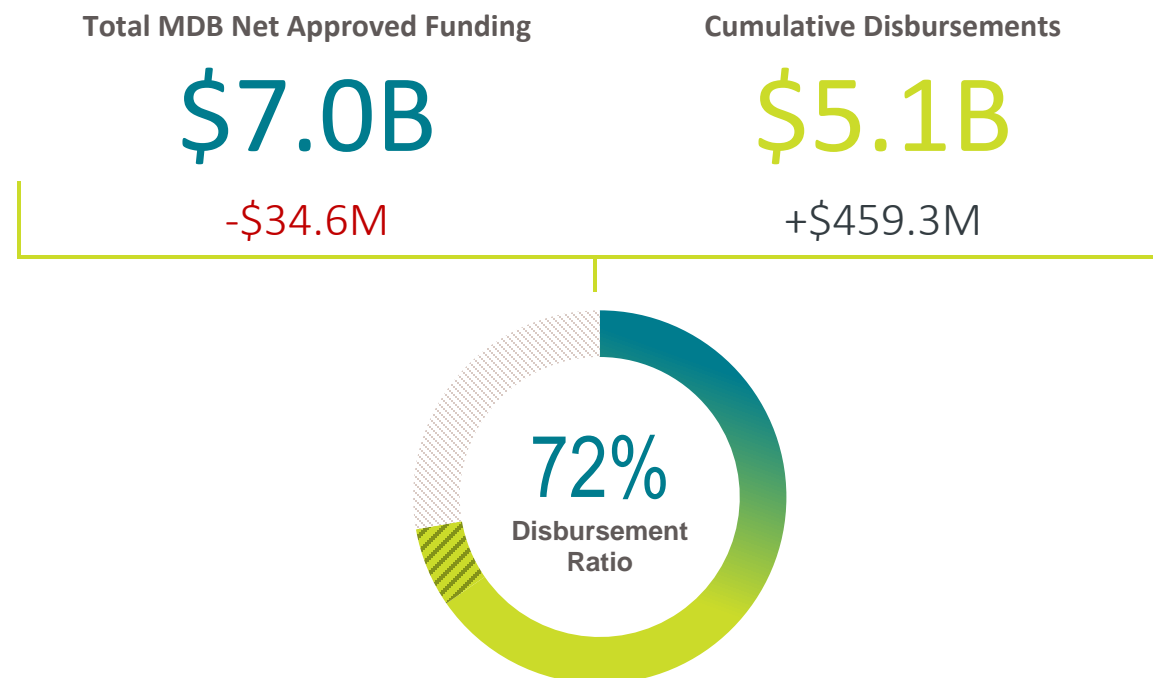 Total MDB Net Approved Funding
$7.0B
-$34.6M
Cumulative Disbursements
$5.1B
+$459.3M
72%
Disbursement
Ratio